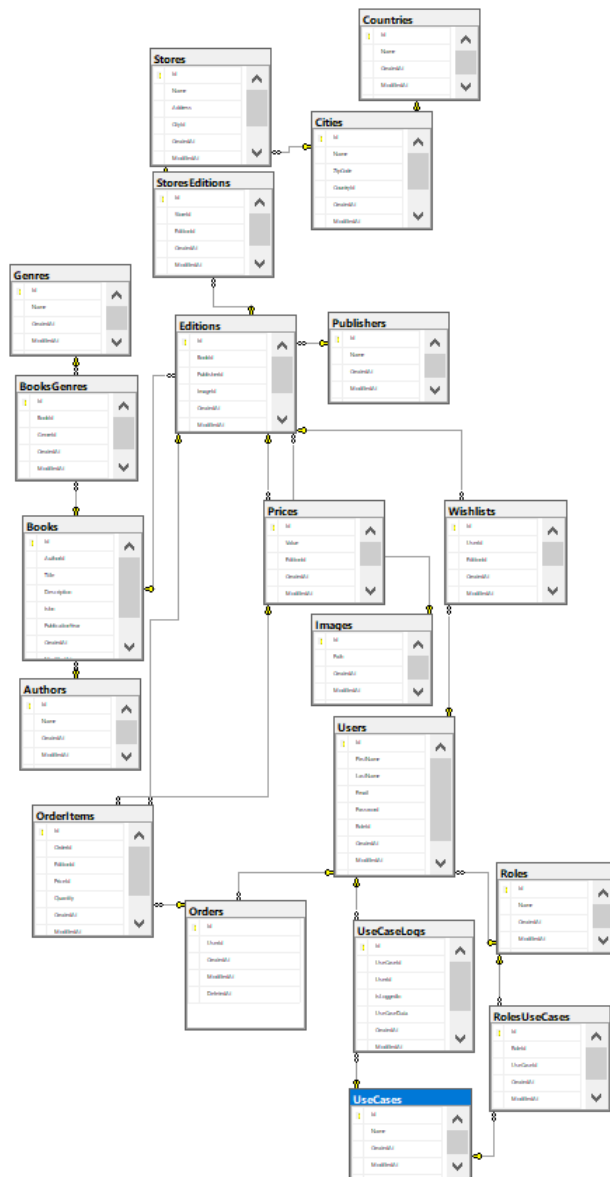 Countries
Id
Name
CreatedAt
ModifiedAt
Stores
Id
Name
Address
CityId
CreatedAt
ModifiedAt
Cities
Id
Name
ZipCode
CountryId
CreatedAt
ModifiedAt
StoresEditions
Id
StoreId
EditionId
CreatedAt
ModifiedAt
Genres
Id
Name
CreatedAt
ModifiedAt
Editions
Id
BookId
PublisherId
ImageId
CreatedAt
ModifiedAt
Publishers
Id
Name
CreatedAt
ModifiedAt
BooksGenres
Id
BookId
GenreId
CreatedAt
ModifiedAt
Books
Id
AuthorId
Title
Description
Isbn
PublicationYear
CreatedAt
Prices
Id
Value
EditionId
CreatedAt
ModifiedAt
Wishlists
Id
UserId
EditionId
CreatedAt
ModifiedAt
Images
Id
Path
CreatedAt
ModifiedAt
Authors
Id
Name
CreatedAt
ModifiedAt
Users
Id
FirstName
LastName
Email
Password
RoleId
CreatedAt
ModifiedAt
OrderItems
Id
OrderId
EditionId
PriceId
Quantity
CreatedAt
ModifiedAt
Orders
Id
UserId
CreatedAt
ModifiedAt
DeletedAt
Roles
Id
Name
CreatedAt
ModifiedAt
UseCaseLogs
Id
UseCaseId
UserId
IsLoggedIn
UseCaseData
CreatedAt
ModifiedAt
RolesUseCases
Id
RoleId
UseCaseId
CreatedAt
ModifiedAt
UseCases
Id
Name
CreatedAt
ModifiedAt